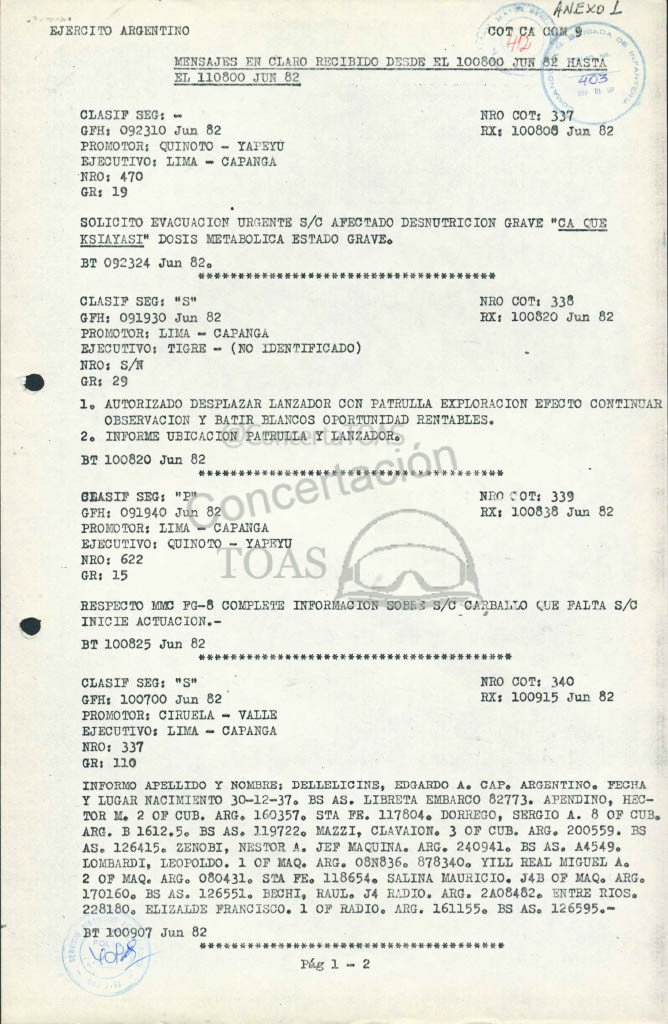 ANEXO 1
EJERCITO ARGENTINO COT CA COM 9
412
403
MENSAJES EN CLARO RECIBIDO DESDE EL 100800 JUN 82 HASTA
EL 110800 JUN 82
CLASIF SEG: - NRO COT: 337
GFH: 092310 Jun 82 RX: 100808 Jun 82
PROMOTOR: QUINOTO - YAPEYU
EJECUTIVO: LIMA - CAPANGA
NRO: 470
GR: 19
SOLICITO EVACUACION URGENTE S/C AFECTADO DESNUTRICION GRAVE "CA QUE
KSIAYASI" DOSIS METABOLICA ESTADO GRAVE.
BT 092324 Jun 82.
****************************************
CLASIF SEG: "S" NRO COT: 338
GFH: 091930 Jun 82 RX: 100820 Jun 82
PROMOTOR: LIMA - CAPANGA
EJECUTIVO: TIGRE - (NO IDENTIFICADO)
NRO: S/N
GR: 29
1. AUTORIZADO DESPLAZAR LANZADOR CON PATRULLA EXPLORACION EFECTO CONTINUAR
OBSERVACION Y BATIR BLANCOS OPORTUNIDAD RENTABLES.
2. INFORME UBICACION PATRULLA Y LANZADOR.
BT 100820 Jun 82
****************************************
Concertación
CLASIF SEG: "P" NRO COT: 339
GFH: 091940 Jun 82 RX: 100838 Jun 82
PROMOTOR: LIMA - CAPANGA
EJECUTIVO: QUINOTO - YAPEYU
NRO: 622
GR: 15
TOAS
RESPECTO MMC FG-8 COMPLETE INFORMACION SOBRE S/C CARBALLO QUE FALTA S/C
INICIE ACTUACION.-
BT 100825 Jun 82
****************************************
CLASIF SEG: "S" NRO COT: 340
GFH: 100700 Jun 82 RX: 100915 Jun 82
PROMOTOR: CIRUELA - VALLE
EJECUTIVO: LIMA - CAPANGA
NRO: 337
GR: 110
INFORMO APELLIDO Y NOMBRE: DELLELICINE, EDGARDO A. CAP. ARGENTINO. FECHA
Y LUGAR NACIMIENTO 30-12-37. BS AS. LIBRETA EMBARCO 82773. APENDINO, HEC-
TOR M. 2 OF CUB. ARG. 160357. STA FE. 117804. DORREGO, SERGIO A. 8 OF CUB.
ARG. B 1612.5. BS AS. 119722. MAZZI, CLAVAION. 3 OF CUB. ARG. 200559. BS
AS. 126415. ZENOBI, NESTOR A. JEF MAQUINA. ARG. 240941. BS AS. A4549.
LOMBARDI, LEOPOLDO. 1 OF MAQ. ARG. 08N836. 878340. YILL REAL MIGUEL A.
2 OF MAQ. ARG. 080431. STA FE. 118654. SALINA MAURICIO. J4B OF MAQ. ARG.
170160. BS AS. 126551. BECHI, RAUL. J4 RADIO. ARG. 2A08482. ENTRE RIOS.
228180. ELIZALDE FRANCISCO. 1 OF RADIO. ARG. 161155. BS AS. 126595.-
BT 100907 Jun 82
****************************************
Pág 1 - 2